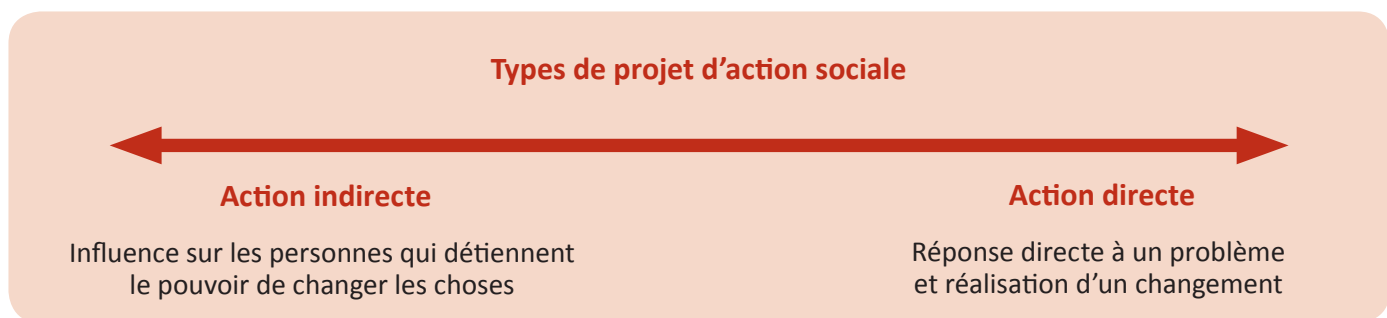 Types de projet d’action sociale
Action indirecte
Influence sur les personnes qui détiennent
le pouvoir de changer les choses
Action directe
Réponse directe à un problème
et réalisation d’un changement